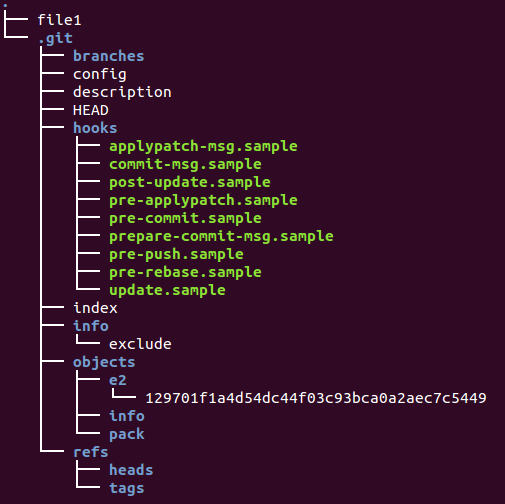 .
file1
.git
branches
config
description
HEAD
hooks
applypatch-msg.sample
commit-msg.sample
post-update.sample
pre-applypatch.sample
pre-commit.sample
prepare-commit-msg.sample
pre-push.sample
pre-rebase.sample
update.sample
index
info
exclude
objects
e2
129701f1a4d54dc44f03c93bca0a2aec7c5449
info
pack
refs
heads
tags